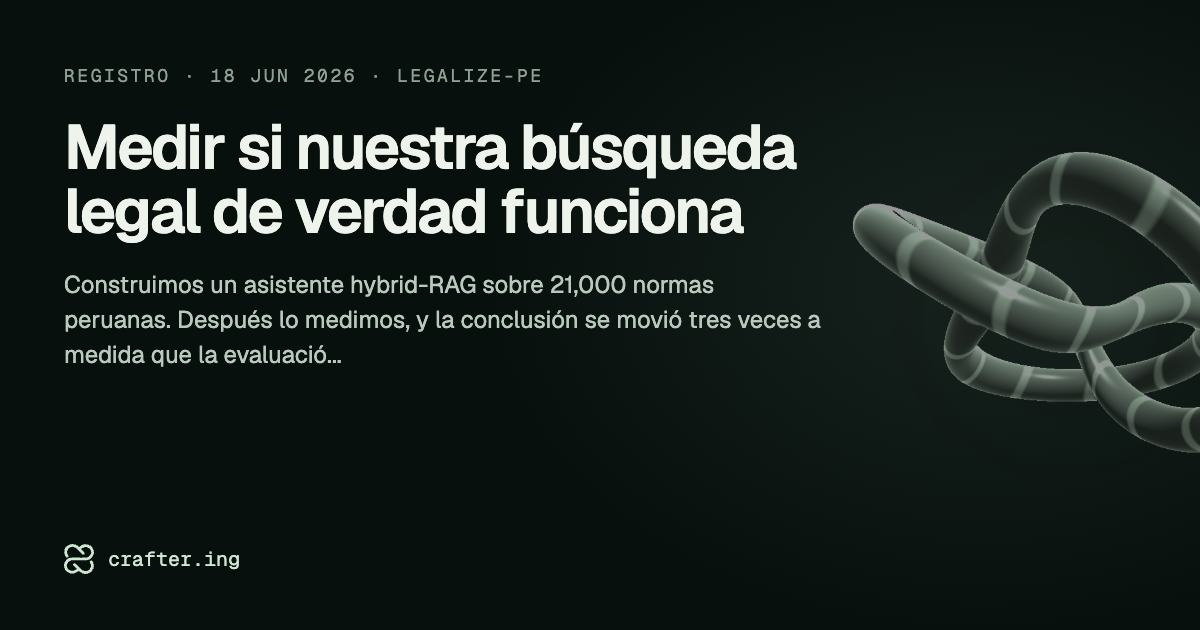 REGISTRO · 18 JUN 2026 · LEGALIZE-PE
Medir si nuestra búsqueda
legal de verdad funciona
Construimos un asistente hybrid-RAG sobre 21,000 normas
peruanas. Después lo medimos, y la conclusión se movió tres veces a
medida que la evaluació...
crafter.ing